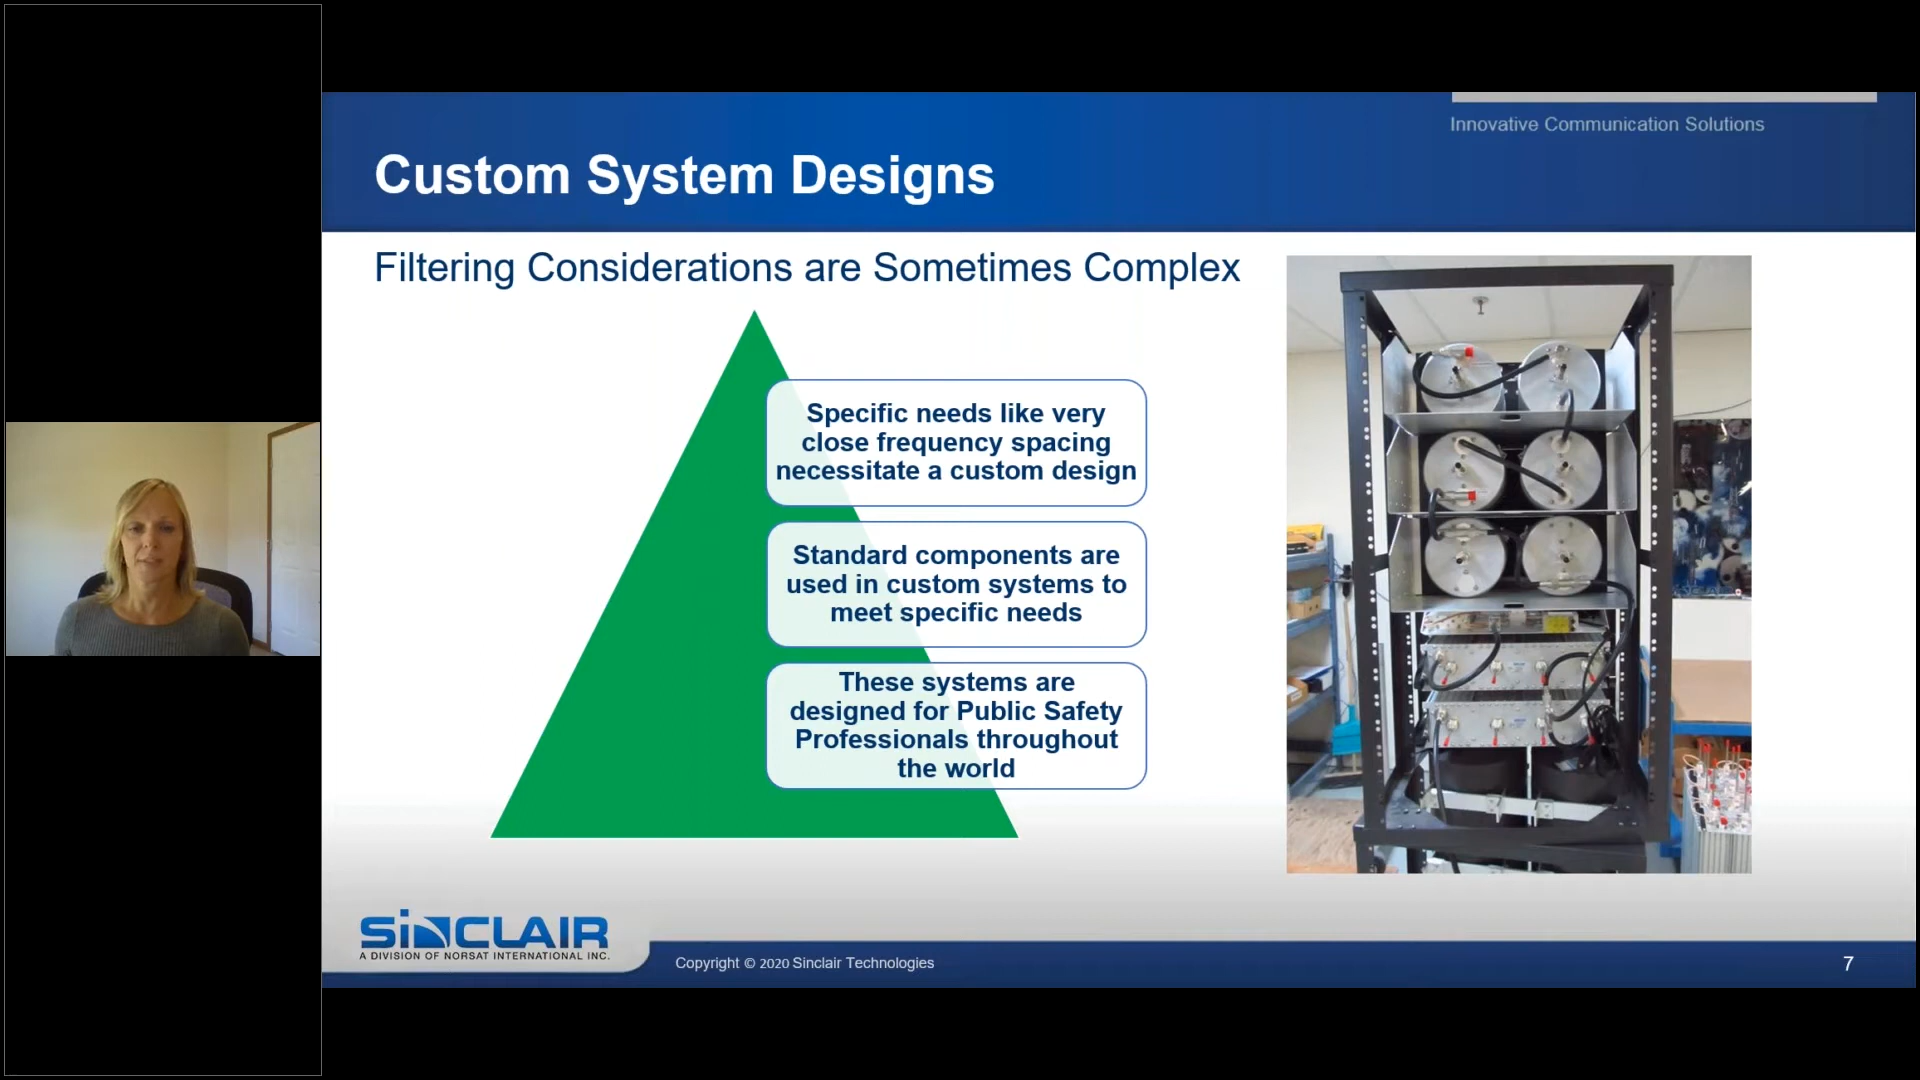 Innovative Communication Solutions
Custom System Designs
Filtering Considerations are Sometimes Complex
Specific needs like very
close frequency spacing
necessitate a custom design
Standard components are
used in custom systems to
meet specific needs
These systems are
designed for Public Safety
Professionals throughout
the world
SiNCLAIR
A DIVISION OF NORSAT INTERNATIONAL INC.
Copyright © 2020 Sinclair Technologies
7